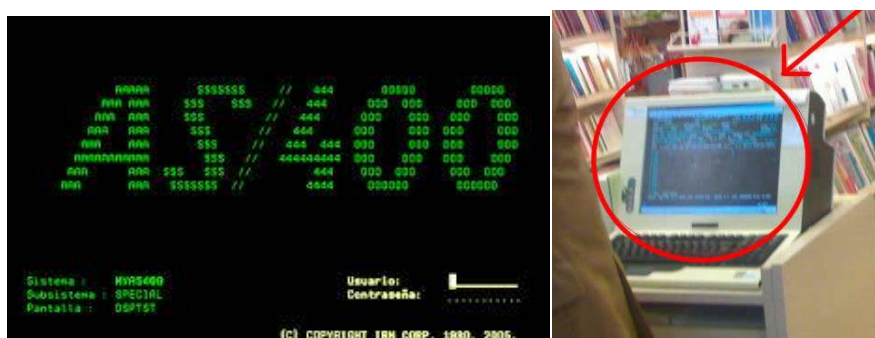 AS/400
Sistema : MYAS400 Usuario:
Subsistema : SPECIAL Contraseña:
Pantalla : DSPTST
(C) COPYRIGHT IBM CORP. 1980, 2005.